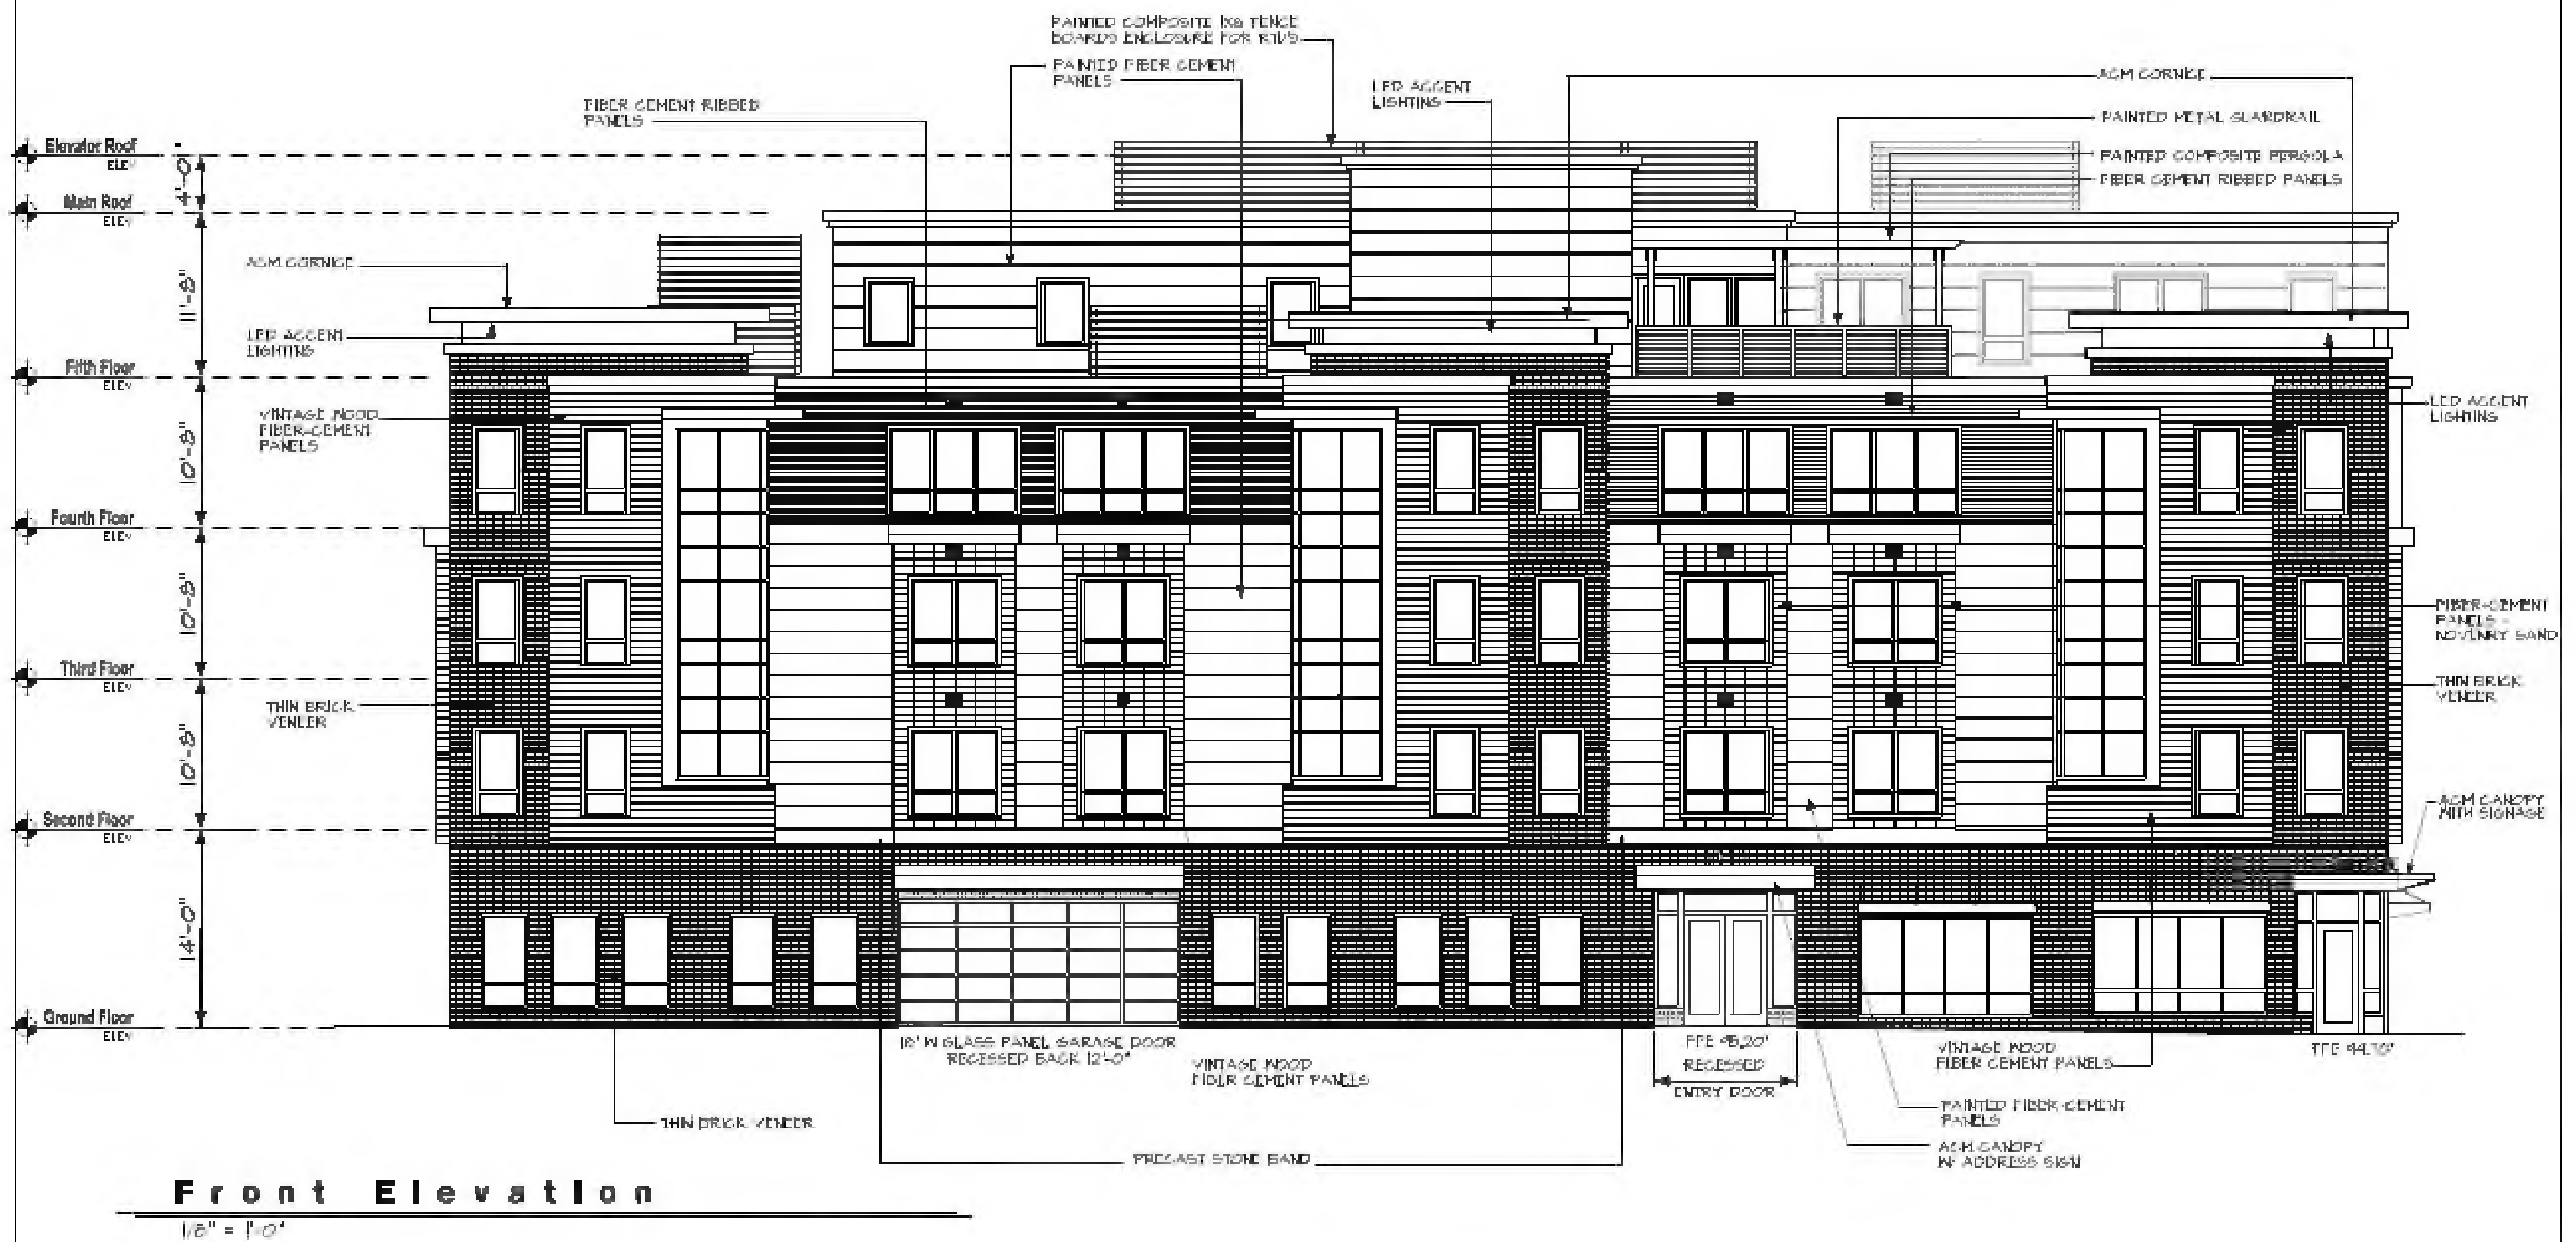 PAINTED COMPOSITE 1X6 FENCE
BOARDS ENCLOSURE FOR RTU'S
PAINTED FIBER CEMENT
PANELS
LED ACCENT
LIGHTING
ACM CORNICE
FIBER CEMENT RIBBED
PANELS
PAINTED METAL GUARDRAIL
Elevator Roof
ELEV
4'-0"
PAINTED COMPOSITE PERGOLA
FIBER CEMENT RIBBED PANELS
Main Roof
ELEV
ACM CORNICE
11'-8"
LED ACCENT
LIGHTING
Fifth Floor
ELEV
VINTAGE WOOD
FIBER-CEMENT
PANELS
LED ACCENT
LIGHTING
10'-8"
Fourth Floor
ELEV
10'-8"
FIBER-CEMENT
PANELS -
SAND
Third Floor
ELEV
THIN BRICK
VENEER
THIN BRICK
VENEER
10'-8"
ACM CANOPY
WITH SIGNAGE
Second Floor
ELEV
14'-0"
Ground Floor
ELEV
18' W GLASS PANEL GARAGE DOOR
RECESSED BACK 12'-0"
VINTAGE WOOD
FIBER CEMENT PANELS
FFE 45.20'
RECESSED
ENTRY DOOR
VINTAGE WOOD
FIBER CEMENT PANELS
FFE
PAINTED FIBER-CEMENT
PANELS
THIN BRICK VENEER
ACM CANOPY
W/ ADDRESS SIGN
PRECAST STONE BAND
Front Elevation
1/8" = 1'-0"